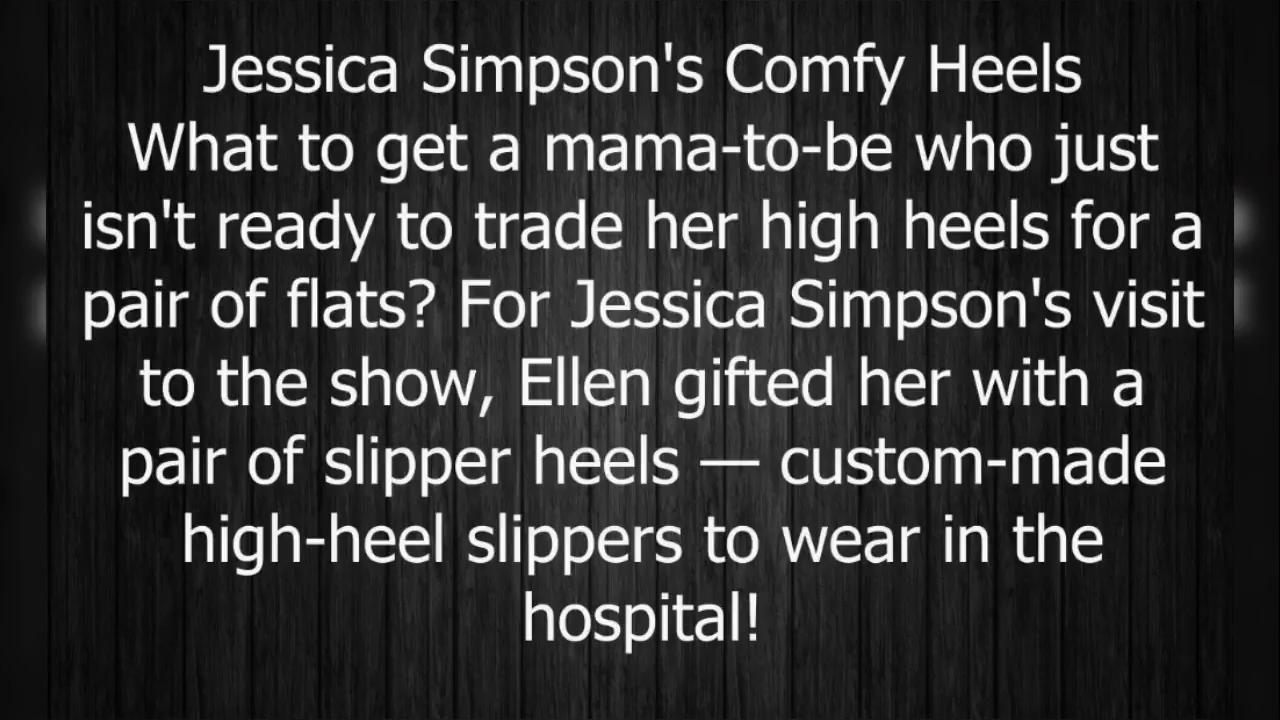 Jessica Simpson's Comfy Heels
What to get a mama-to-be who just
isn't ready to trade her high heels for a
pair of flats? For Jessica Simpson's visit
to the show, Ellen gifted her with a
pair of slipper heels — custom-made
high-heel slippers to wear in the
hospital!